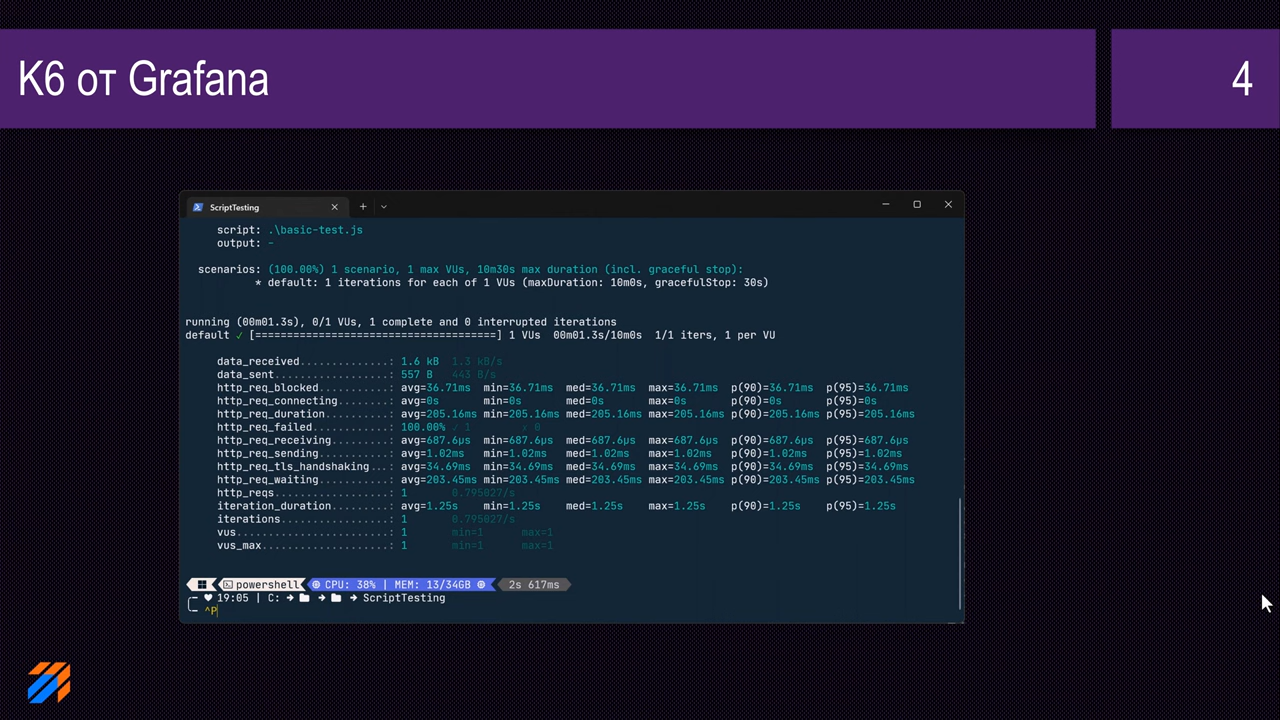 K6 от Grafana
4
ScriptTesting
script: .\basic-test.js
output: -
scenarios: (100.00%) 1 scenario, 1 max VUs, 10m30s max duration (incl. graceful stop):
* default: 1 iterations for each of 1 VUs (maxDuration: 10m0s, gracefulStop: 30s)
running (00m01.3s), 0/1 VUs, 1 complete and 0 interrupted iterations
default ✓ [======================================] 1 VUs 00m01.3s/10m0s 1/1 iters, 1 per VU
data_received..............: 1.6 kB 1.3 kB/s
data_sent..................: 557 B 443 B/s
http_req_blocked...........: avg=36.71ms min=36.71ms med=36.71ms max=36.71ms p(90)=36.71ms p(95)=36.71ms
http_req_connecting........: avg=0s min=0s med=0s max=0s p(90)=0s p(95)=0s
http_req_duration..........: avg=205.16ms min=205.16ms med=205.16ms max=205.16ms p(90)=205.16ms p(95)=205.16ms
http_req_failed............: 100.00% ✓ 1 ✗ 0
http_req_receiving.........: avg=687.6µs min=687.6µs med=687.6µs max=687.6µs p(90)=687.6µs p(95)=687.6µs
http_req_sending...........: avg=1.02ms min=1.02ms med=1.02ms max=1.02ms p(90)=1.02ms p(95)=1.02ms
http_req_tls_handshaking...: avg=34.69ms min=34.69ms med=34.69ms max=34.69ms p(90)=34.69ms p(95)=34.69ms
http_req_waiting...........: avg=203.45ms min=203.45ms med=203.45ms max=203.45ms p(90)=203.45ms p(95)=203.45ms
http_reqs..................: 1 0.795027/s
iteration_duration.........: avg=1.25s min=1.25s med=1.25s max=1.25s p(90)=1.25s p(95)=1.25s
iterations.................: 1 0.795027/s
vus........................: 1 min=1 max=1
vus_max....................: 1 min=1 max=1
powershell CPU: 38% | MEM: 13/34GB 2s 617ms
19:05 | C: ScriptTesting
^P